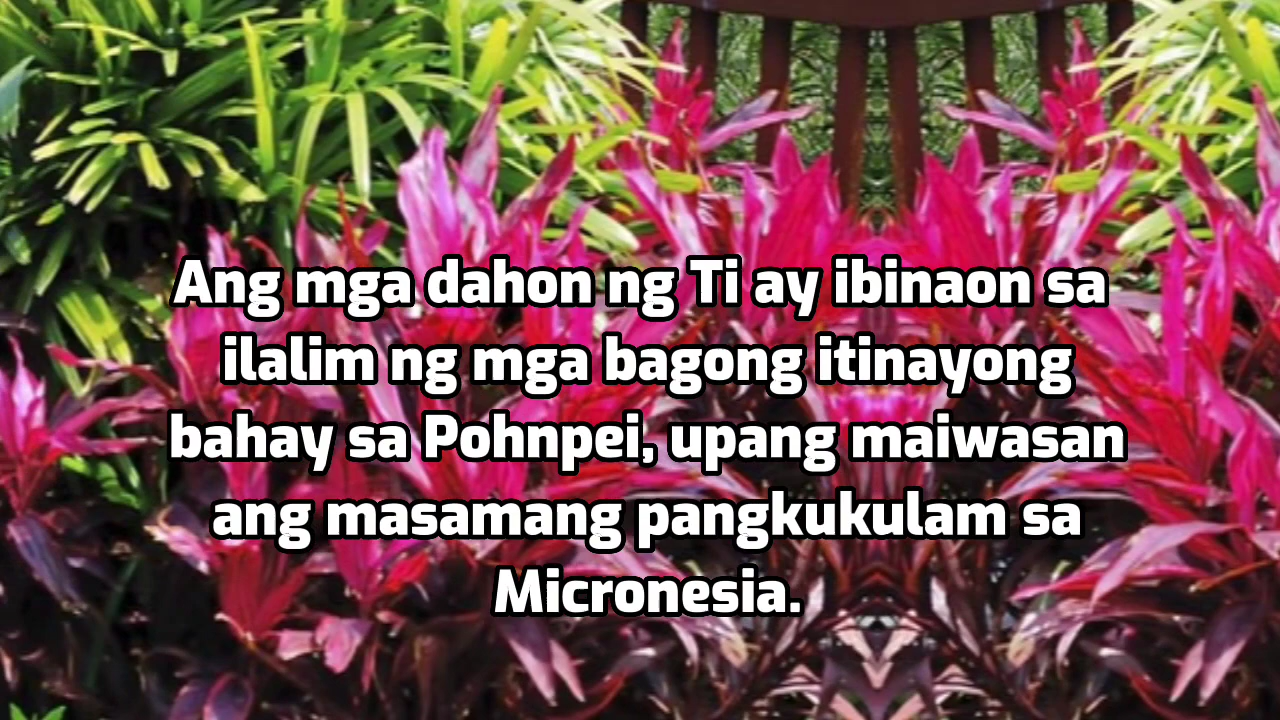 Ang mga dahon ng Ti ay ibinaon sa
ilalim ng mga bagong itinayong
bahay sa Pohnpei, upang maiwasan
ang masamang pangkukulam sa
Micronesia.